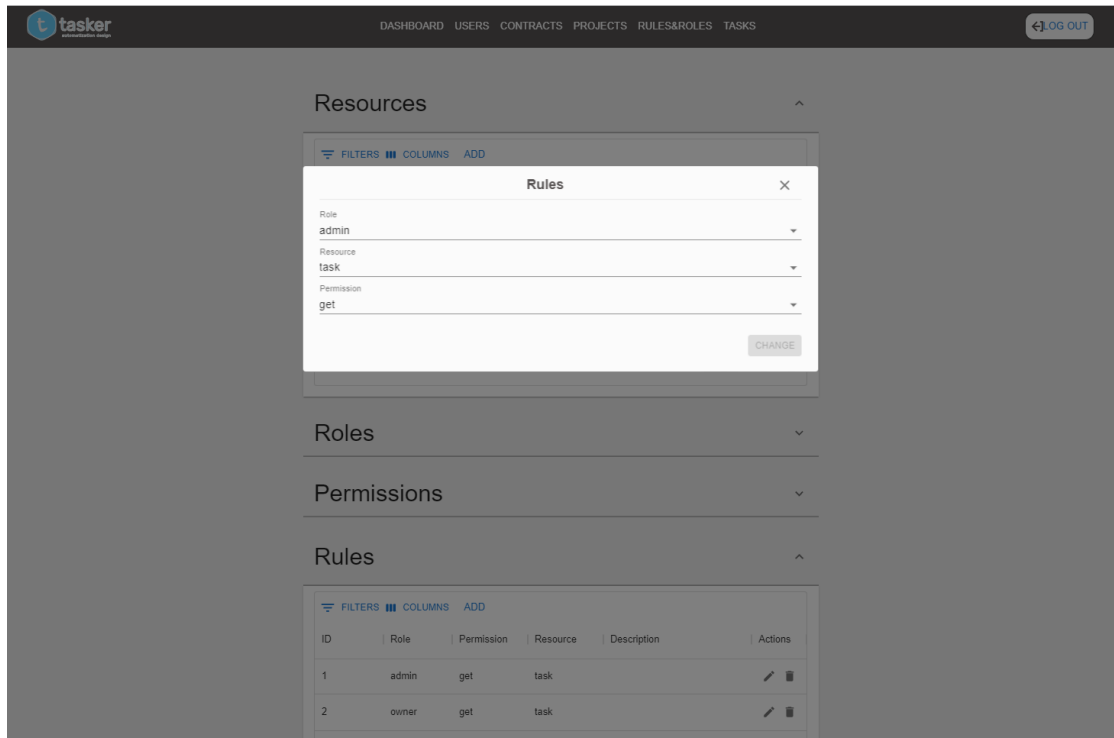 tasker
automatization design
DASHBOARD USERS CONTRACTS PROJECTS RULES&ROLES TASKS
LOG OUT
Resources
FILTERS COLUMNS ADD
Rules
Role
admin
Resource
task
Permission
get
CHANGE
Roles
Permissions
Rules
FILTERS COLUMNS ADD
ID Role Permission Resource Description Actions
1 admin get task
2 owner get task